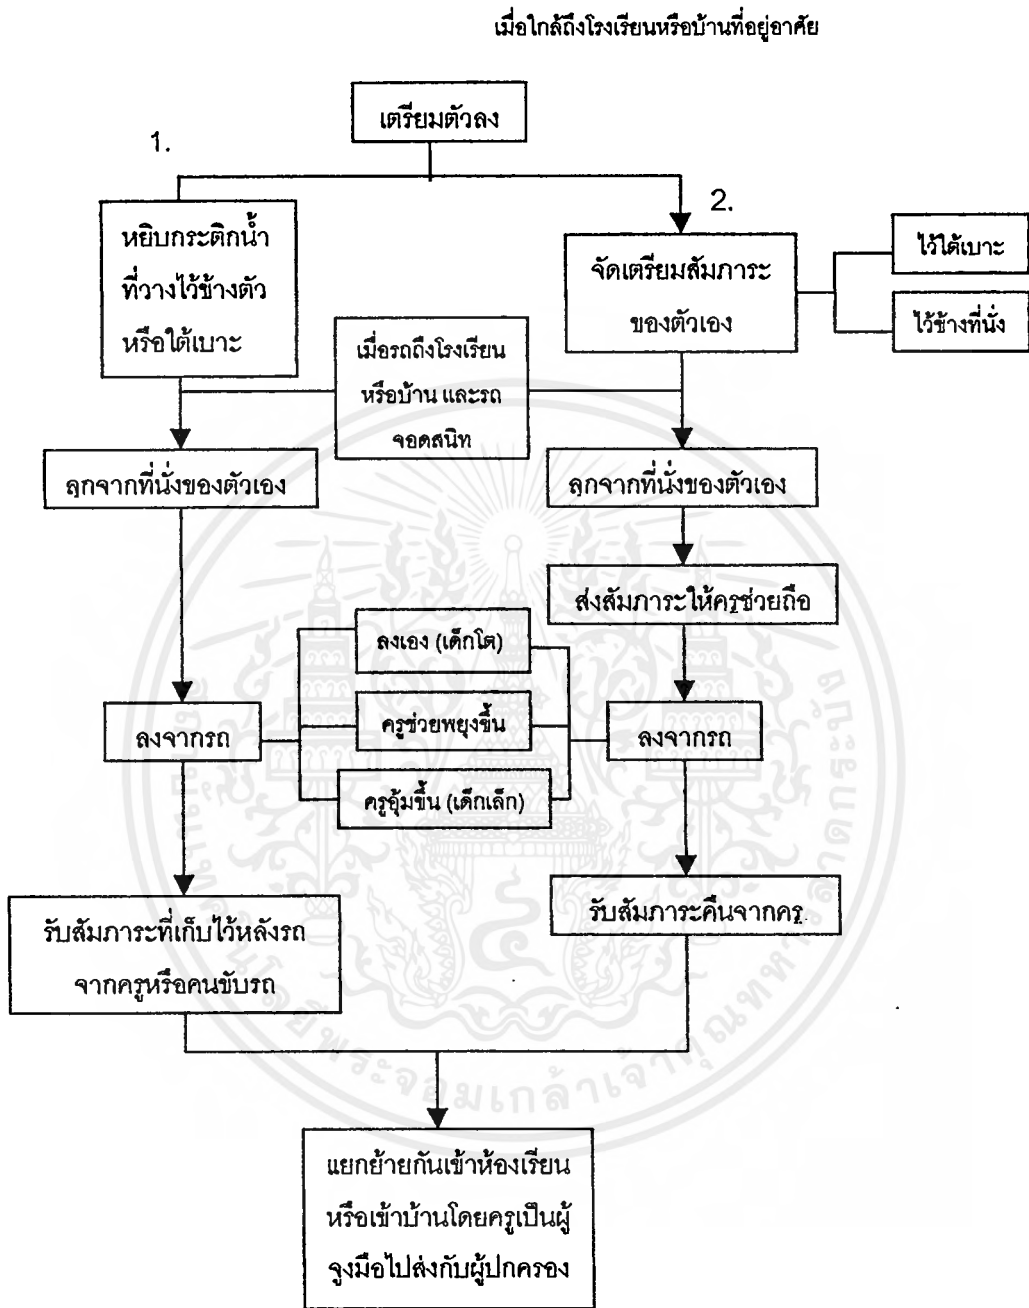 เมื่อใกล้ถึงโรงเรียนหรือบ้านที่อยู่อาศัย
เตรียมตัวลง
1.
หยิบกระติกน้ำ
ที่วางไว้ข้างตัว
หรือใต้เบาะ
2.
จัดเตรียมสัมภาระ
ของตัวเอง
ไว้ใต้เบาะ
ไว้ข้างที่นั่ง
เมื่อรถถึงโรงเรียน
หรือบ้าน และรถ
จอดสนิท
ลุกจากที่นั่งของตัวเอง
ลุกจากที่นั่งของตัวเอง
ส่งสัมภาระให้ครูช่วยถือ
ลงเอง (เด็กโต)
ครูช่วยพยุงขึ้น
ครูอุ้มขึ้น (เด็กเล็ก)
ลงจากรถ
ลงจากรถ
รับสัมภาระที่เก็บไว้หลังรถ
จากครูหรือคนขับรถ
รับสัมภาระคืนจากครู
แยกย้ายกันเข้าห้องเรียน
หรือเข้าบ้านโดยครูเป็นผู้
จูงมือไปส่งกับผู้ปกครอง